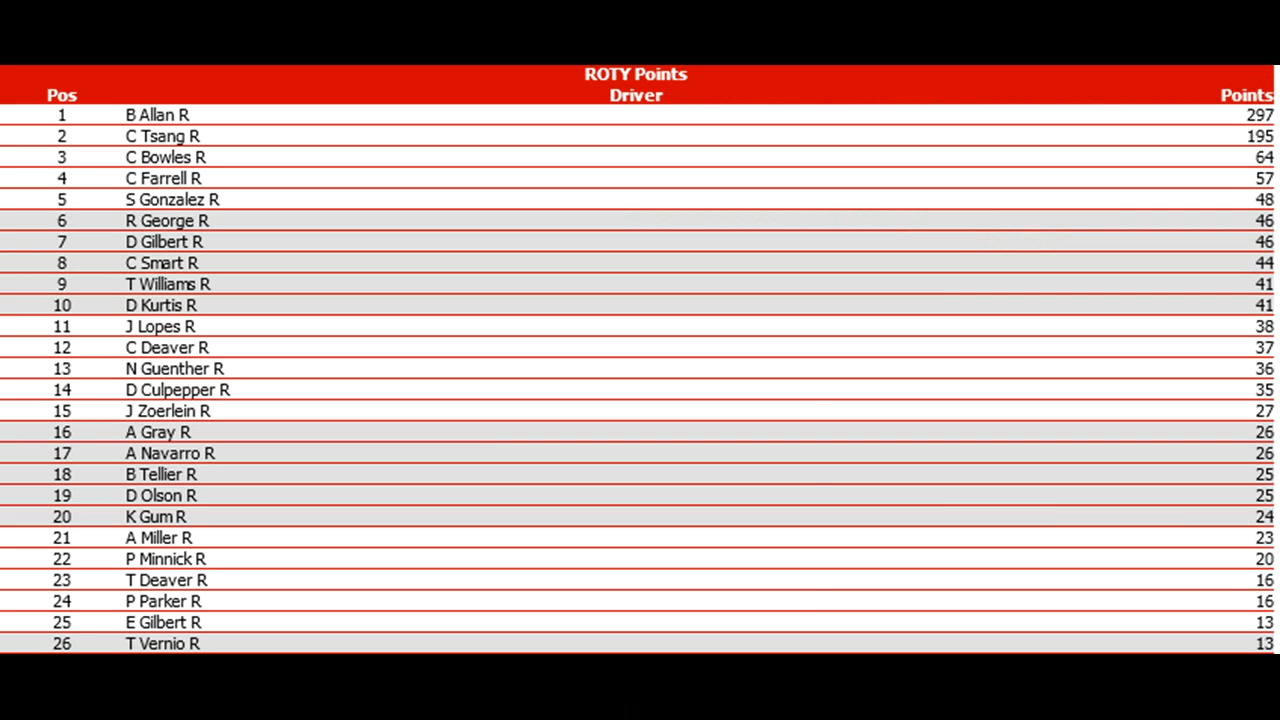 ROTY Points
Pos Driver Points
1 B Allan R 297
2 C Tsang R 195
3 C Bowles R 64
4 C Farrell R 57
5 S Gonzalez R 48
6 R George R 46
7 D Gilbert R 46
8 C Smart R 44
9 T Williams R 41
10 D Kurtis R 41
11 J Lopes R 38
12 C Deaver R 37
13 N Guenther R 36
14 D Culpepper R 35
15 J Zoerlein R 27
16 A Gray R 26
17 A Navarro R 26
18 B Tellier R 25
19 D Olson R 25
20 K Gum R 24
21 A Miller R 23
22 P Minnick R 20
23 T Deaver R 16
24 P Parker R 16
25 E Gilbert R 13
26 T Vernio R 13